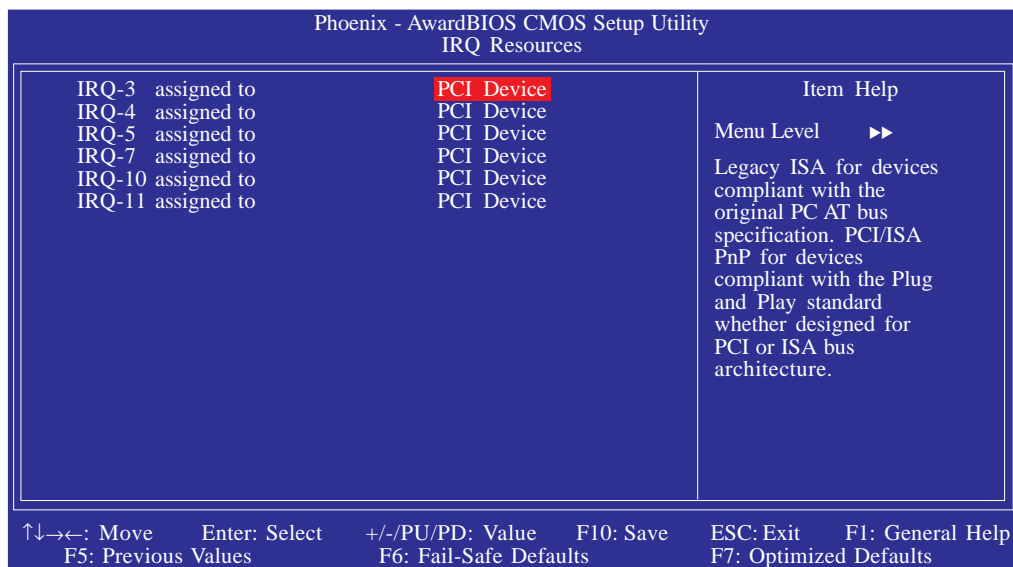 Phoenix - AwardBIOS CMOS Setup Utility
IRQ Resources
IRQ-3 assigned to PCI Device
IRQ-4 assigned to PCI Device
IRQ-5 assigned to PCI Device
IRQ-7 assigned to PCI Device
IRQ-10 assigned to PCI Device
IRQ-11 assigned to PCI Device
Item Help
Menu Level ▸▸
Legacy ISA for devices
compliant with the
original PC AT bus
specification. PCI/ISA
PnP for devices
compliant with the Plug
and Play standard
whether designed for
PCI or ISA bus
architecture.
↑↓→←: Move Enter: Select +/-/PU/PD: Value F10: Save ESC: Exit F1: General Help
F5: Previous Values F6: Fail-Safe Defaults F7: Optimized Defaults